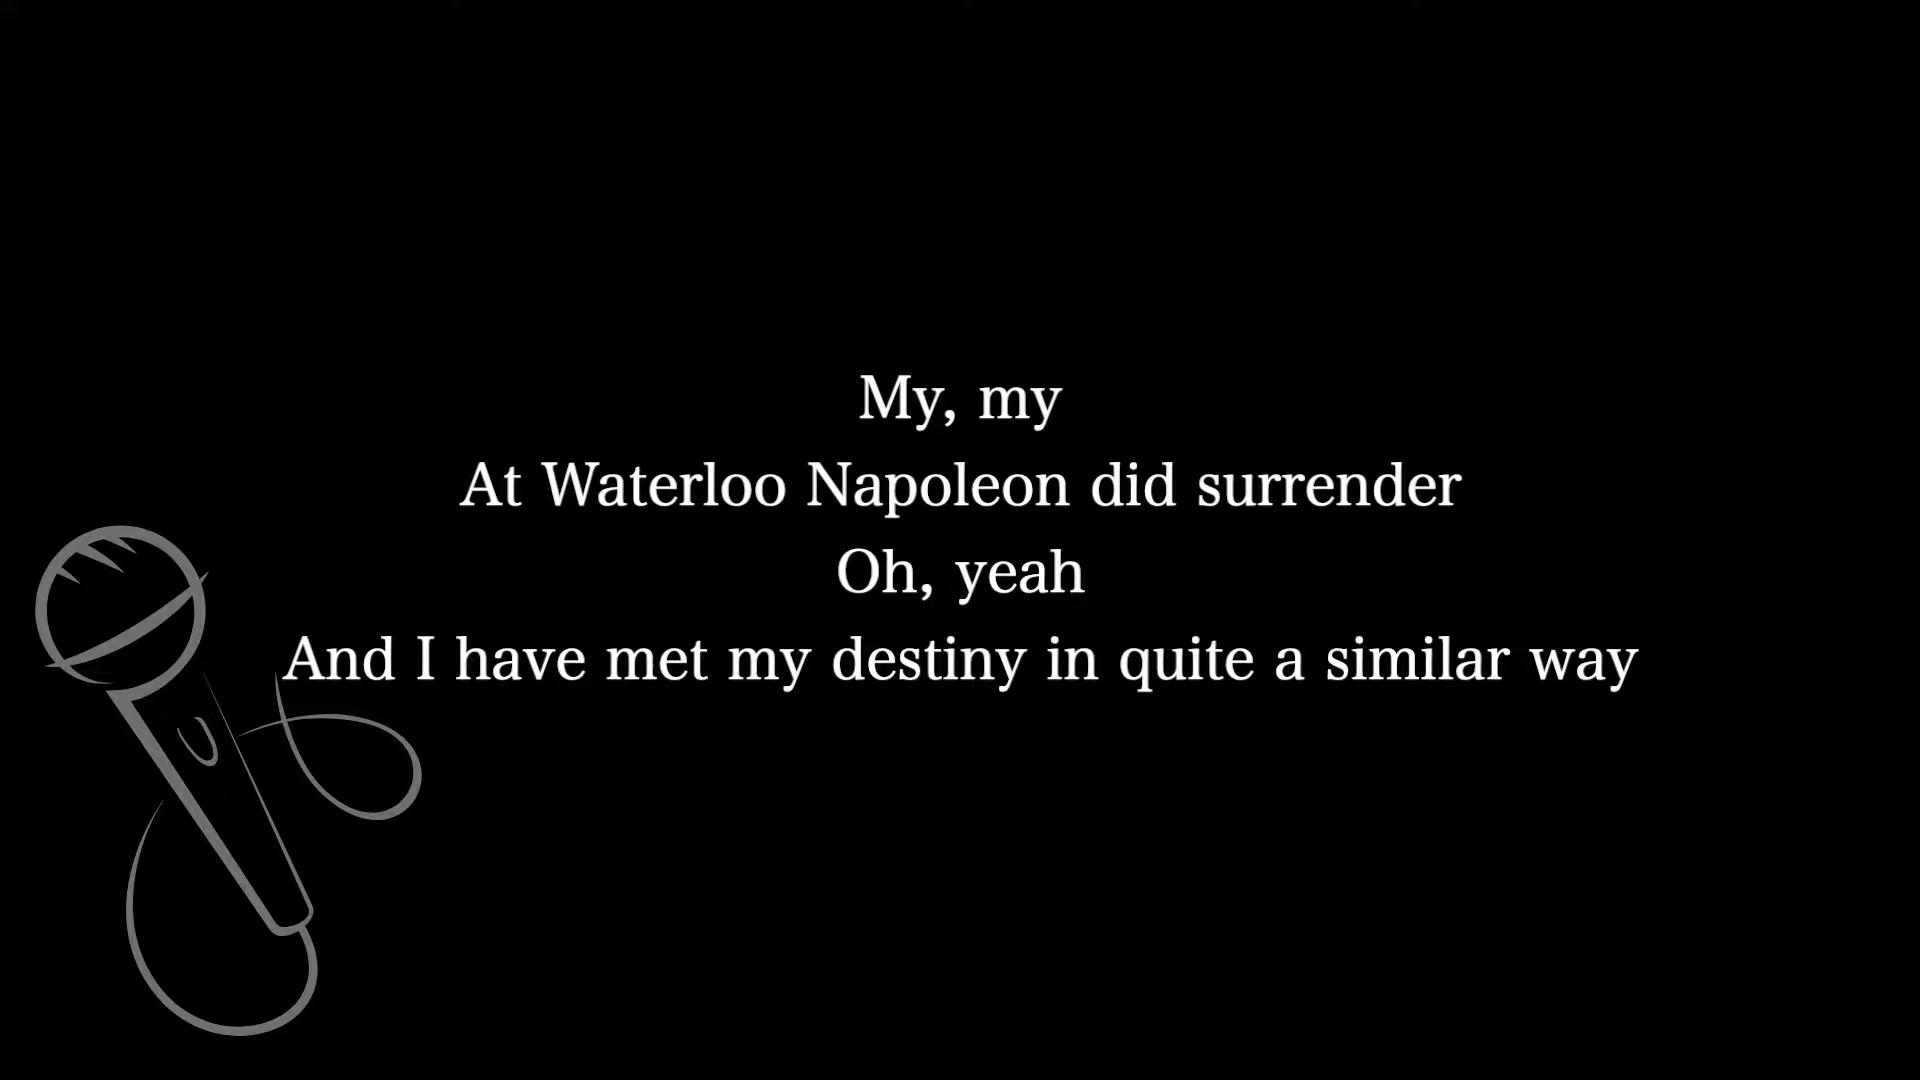 My, my
At Waterloo Napoleon did surrender
Oh, yeah
And I have met my destiny in quite a similar way